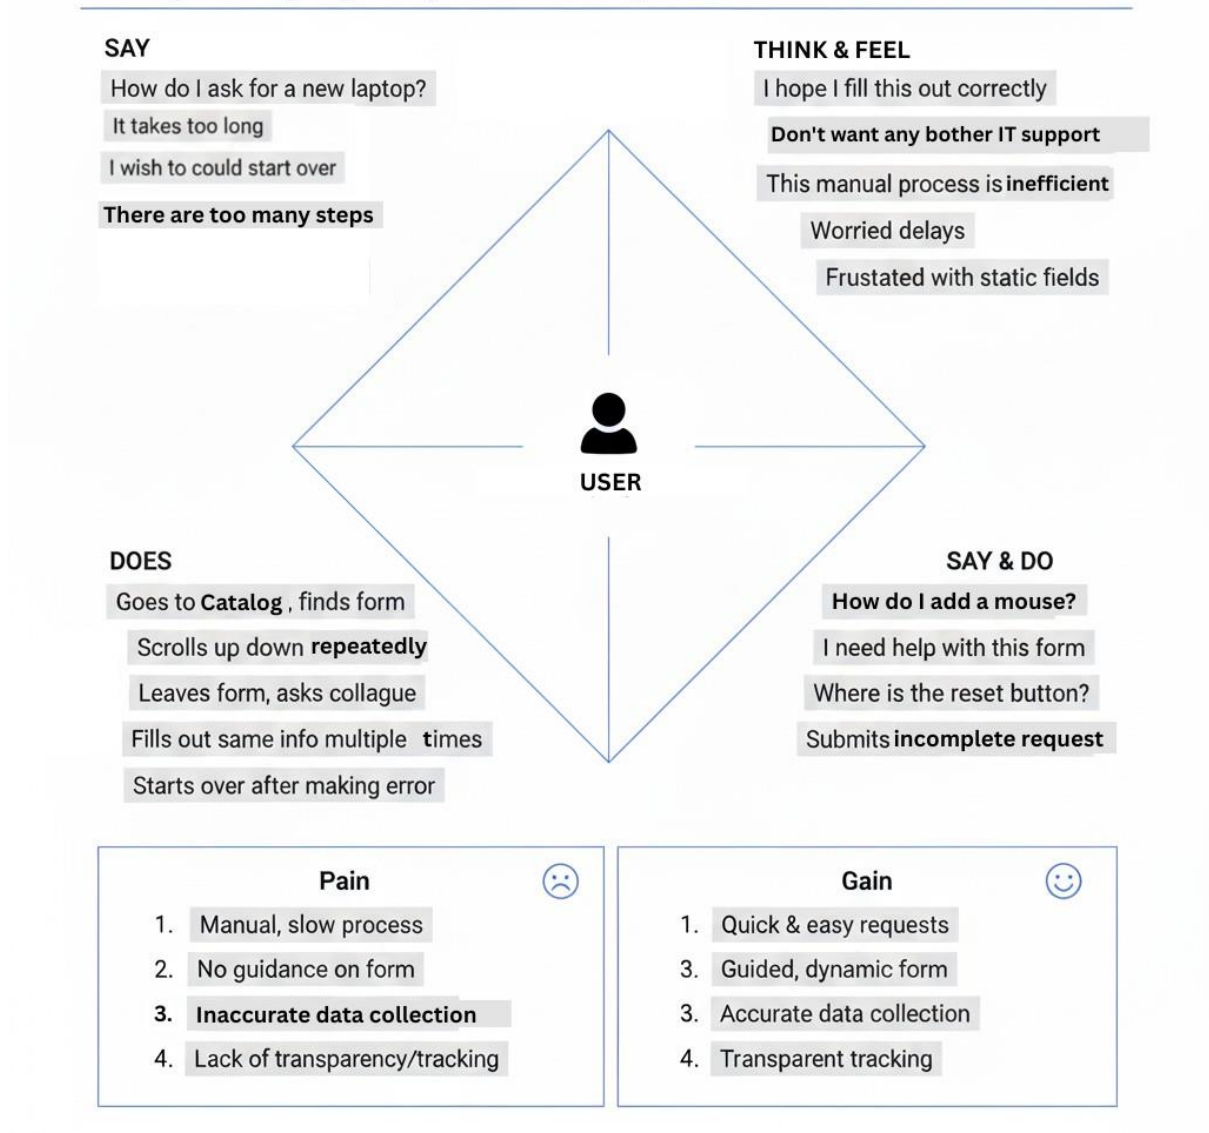 SAY
How do I ask for a new laptop?
It takes too long
I wish to could start over
There are too many steps
THINK & FEEL
I hope I fill this out correctly
Don't want any bother IT support
This manual process is inefficient
Worried delays
Frustated with static fields
USER
DOES
Goes to Catalog , finds form
Scrolls up down repeatedly
Leaves form, asks collague
Fills out same info multiple times
Starts over after making error
SAY & DO
How do I add a mouse?
I need help with this form
Where is the reset button?
Submits incomplete request
Pain
1. Manual, slow process
2. No guidance on form
3. Inaccurate data collection
4. Lack of transparency/tracking
Gain
1. Quick & easy requests
3. Guided, dynamic form
3. Accurate data collection
4. Transparent tracking